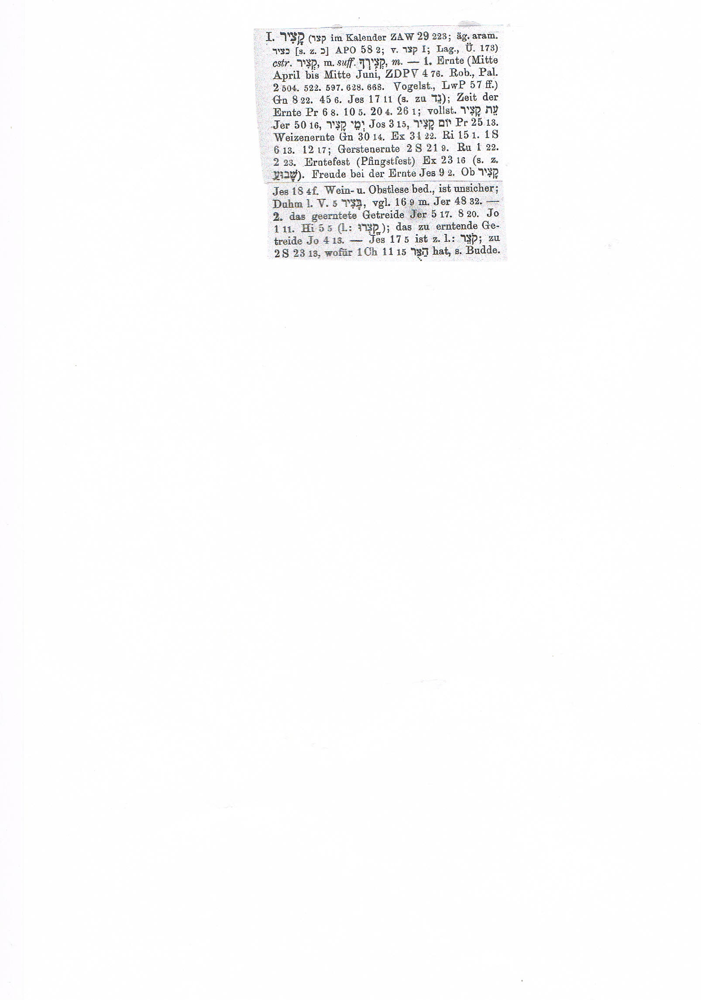 I. קָצִיר (קצר im Kalender ZAW 29 223; äg. aram.
כציר [s. z. כ] APO 58 2; v. קצר I; Lag., Ü. 173)
cstr. קְצִיר, m. suff. קְצִירְךָ, m. — 1. Ernte (Mitte
April bis Mitte Juni, ZDPV 4 76. Rob., Pal.
2 504. 522. 597. 628. 668. Vogelst., LwP 57 ff.)
Gn 8 22. 45 6. Jes 17 11 (s. zu נֵד); Zeit der
Ernte Pr 6 8. 10 5. 20 4. 26 1; vollst. עֵת קָצִיר
Jer 50 16, יְמֵי קָצִיר Jos 3 15, יוֹם קָצִיר Pr 25 13.
Weizenernte Gn 30 14. Ex 34 22. Ri 15 1. 1 S
6 13. 12 17; Gerstenernte 2 S 21 9. Ru 1 22.
2 23. Erntefest (Pfingstfest) Ex 23 16 (s. z.
שָׁבוּעַ). Freude bei der Ernte Jes 9 2. Ob קָצִיר
Jes 18 4f. Wein- u. Obstlese bed., ist unsicher;
Duhm l. V. 5 בָּצִיר, vgl. 16 9 m. Jer 48 32. —
2. das geerntete Getreide Jer 5 17. 8 20. Jo
1 11. Hi 5 5 (l.: קָצְרוּ); das zu erntende Ge-
treide Jo 4 13. — Jes 17 5 ist z. l.: קֹצֵר; zu
2 S 23 13, wofür 1 Ch 11 15 הַצֻּר hat, s. Budde.